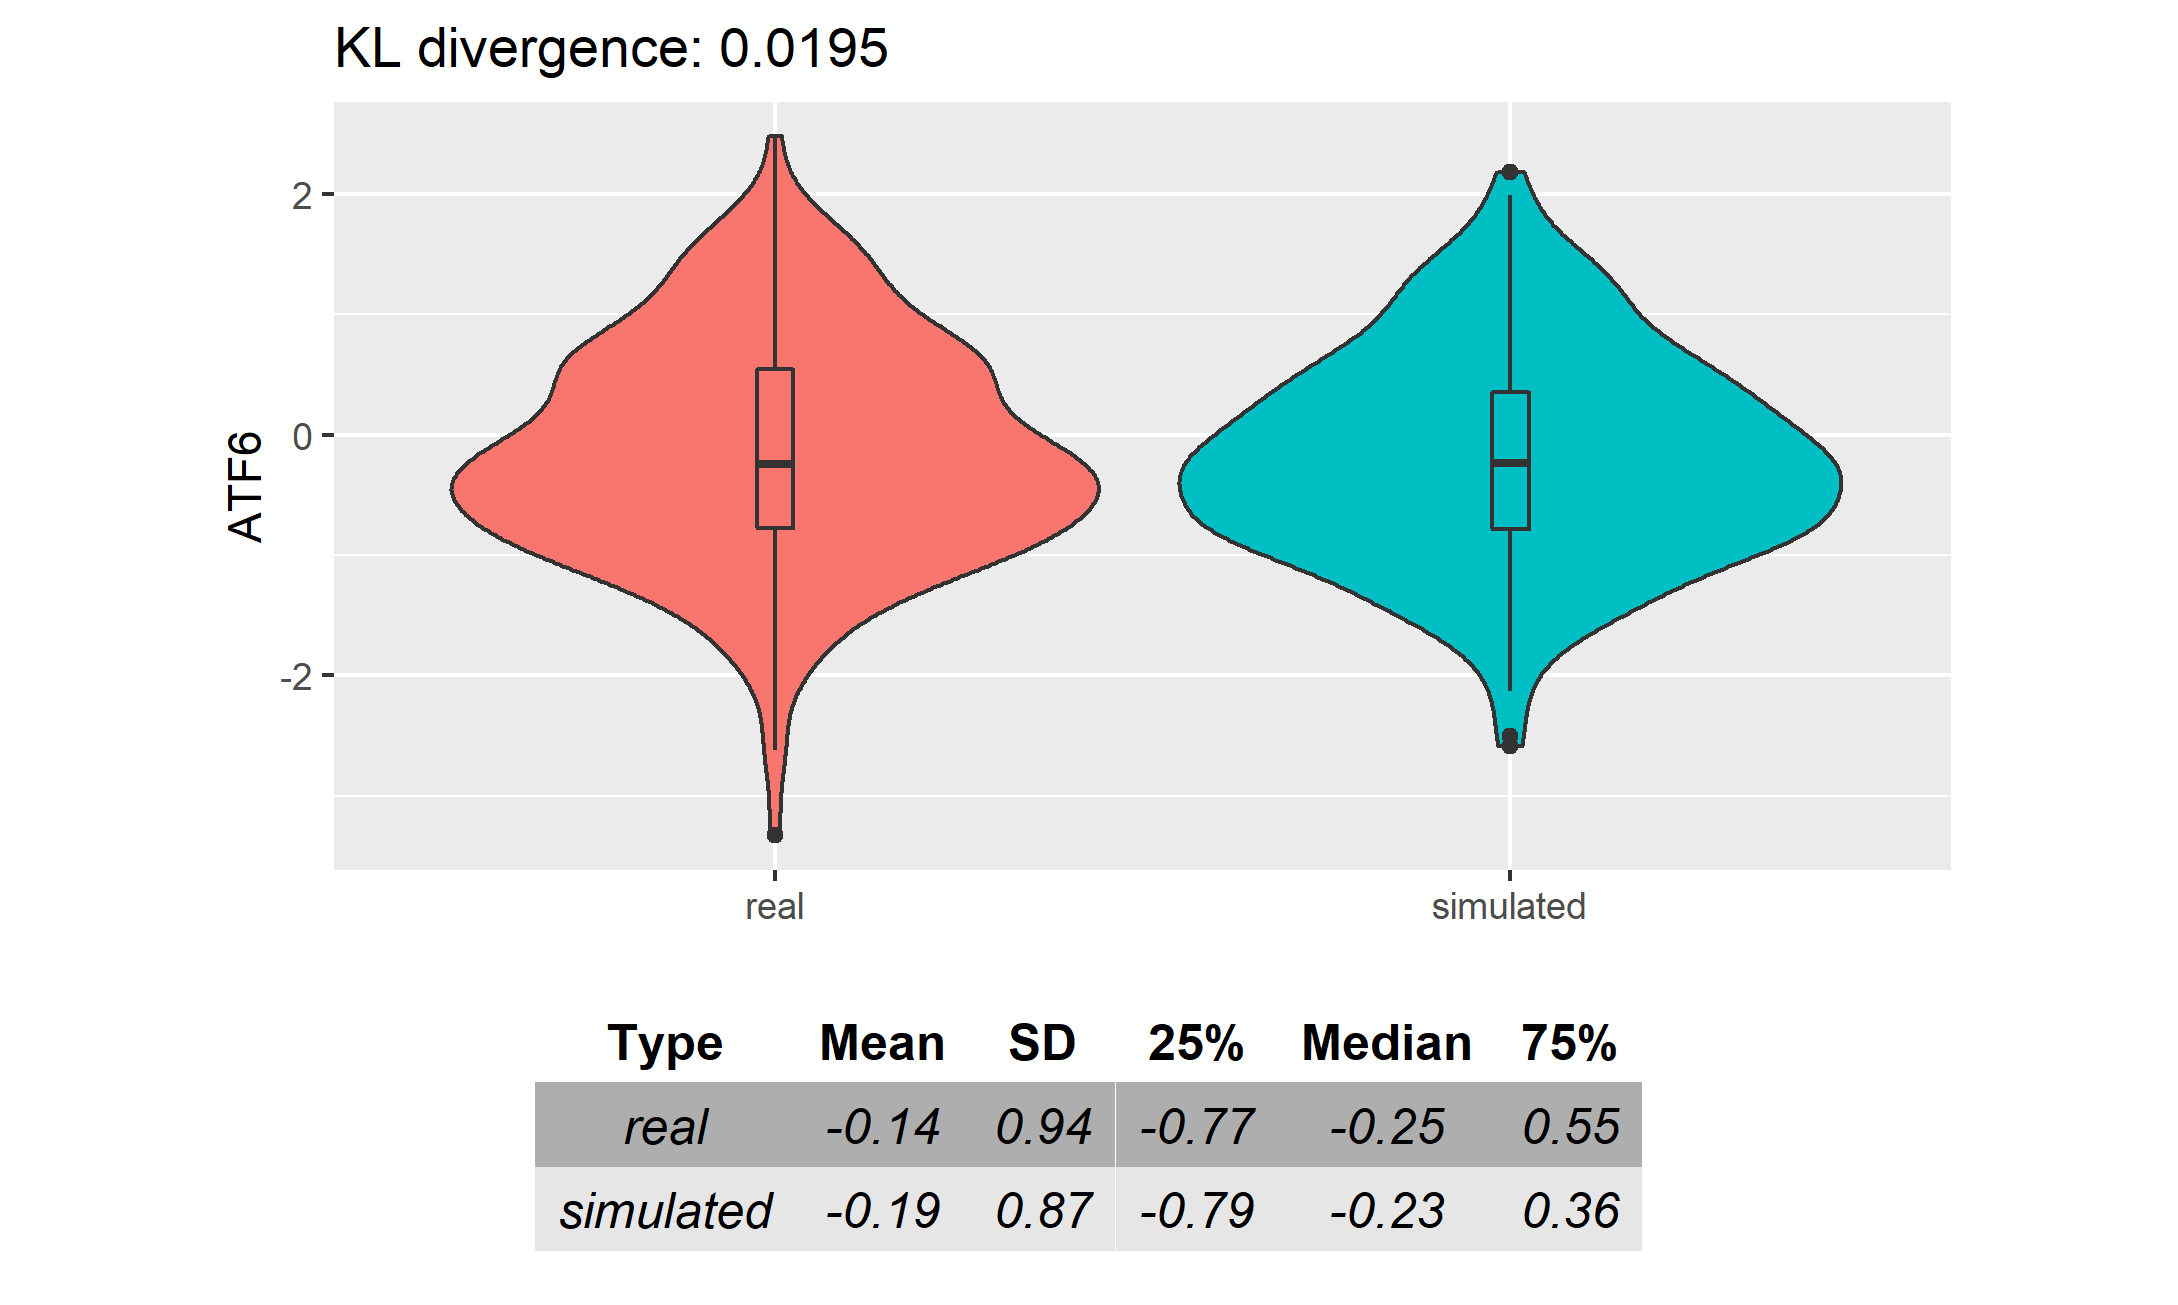 KL divergence: 0.0195
2
0
-2
ATF6
real simulated
Type Mean SD 25% Median 75%
real -0.14 0.94 -0.77 -0.25 0.55
simulated -0.19 0.87 -0.79 -0.23 0.36